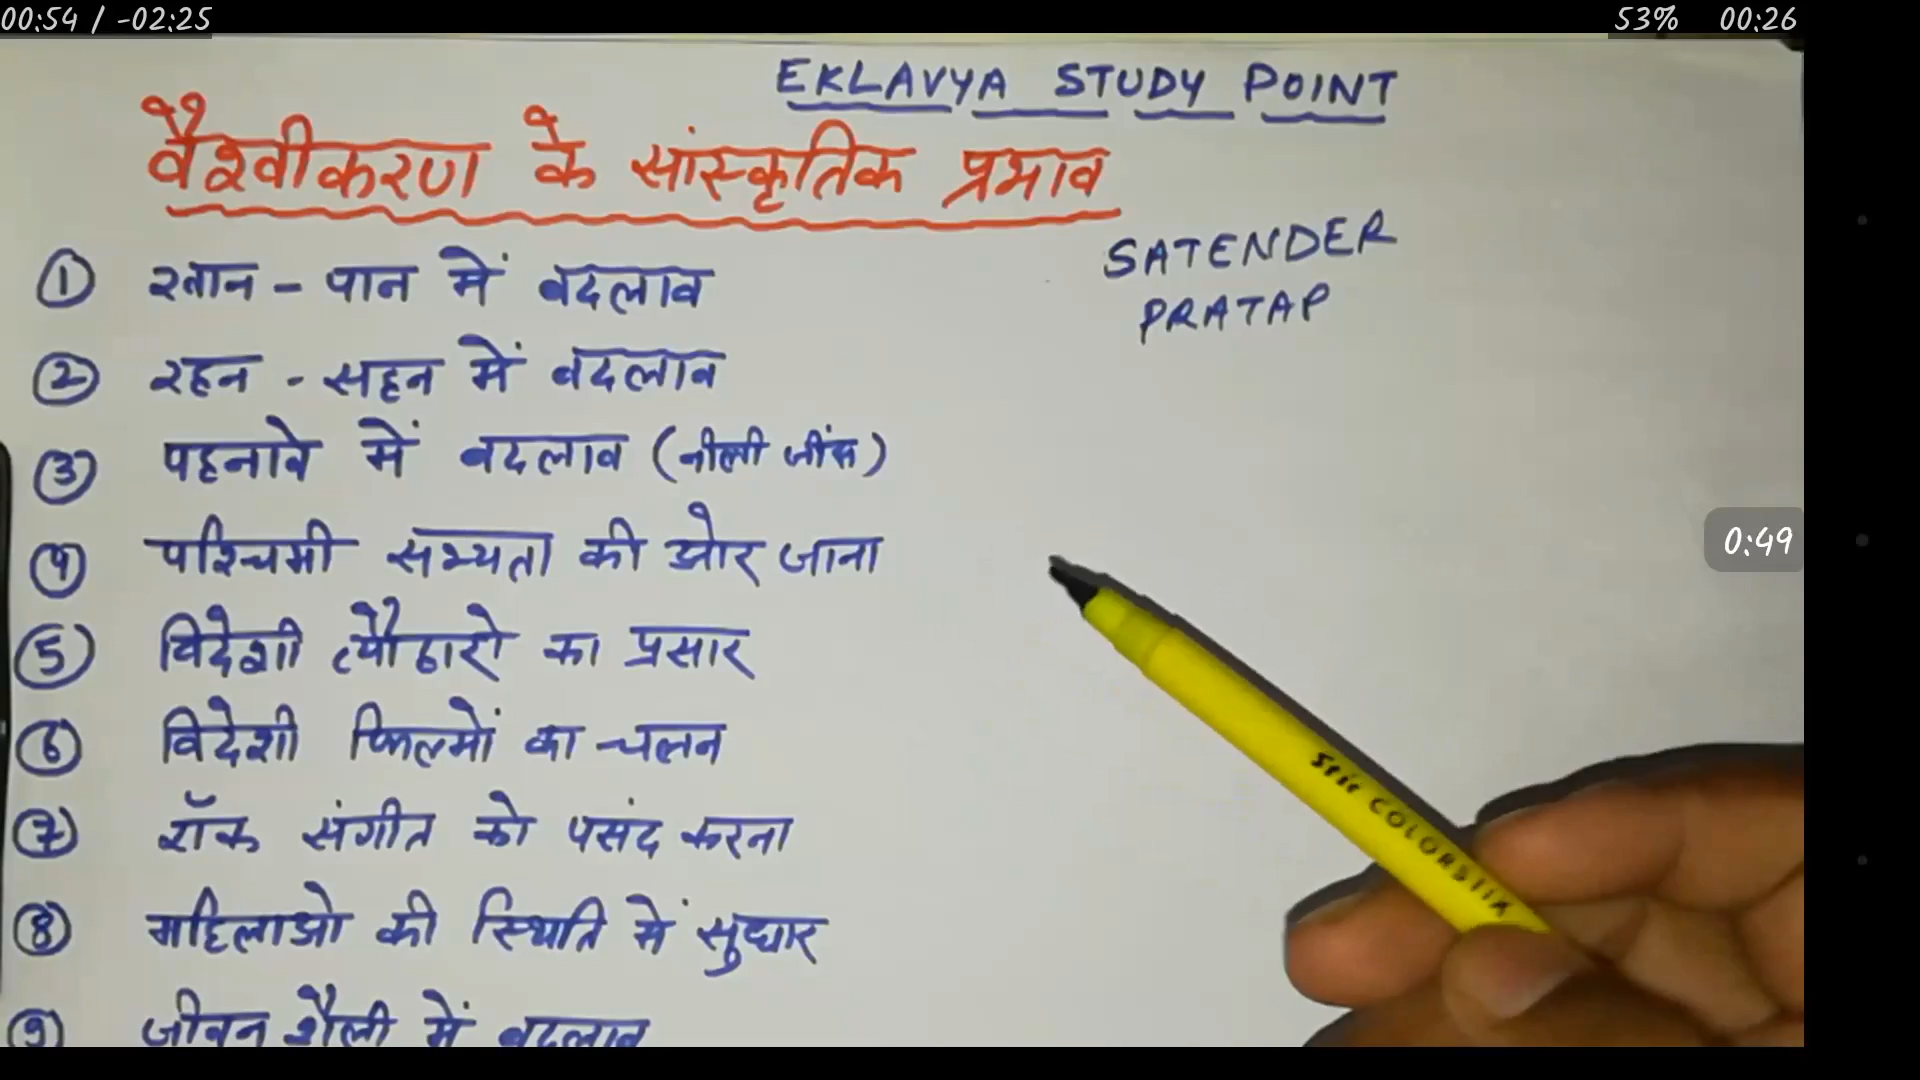 00:54 / -02:25
53% 00:26
EKLAVYA STUDY POINT
वैश्वीकरण के सांस्कृतिक प्रभाव
SATENDER
PRATAP
① खान - पान में बदलाव
② रहन - सहन में बदलाव
③ पहनावे में बदलाव (नीली जींस)
④ पश्चिमी सभ्यता की ओर जाना
0:49
⑤ विदेशी त्यौहारो का प्रसार
⑥ विदेशी फिल्मों का चलन
⑦ रॉक संगीत को पसंद करना
⑧ महिलाओ की स्थिति में सुधार
⑨ जीवन शैली में बदलाव
Stic COLORSTIX